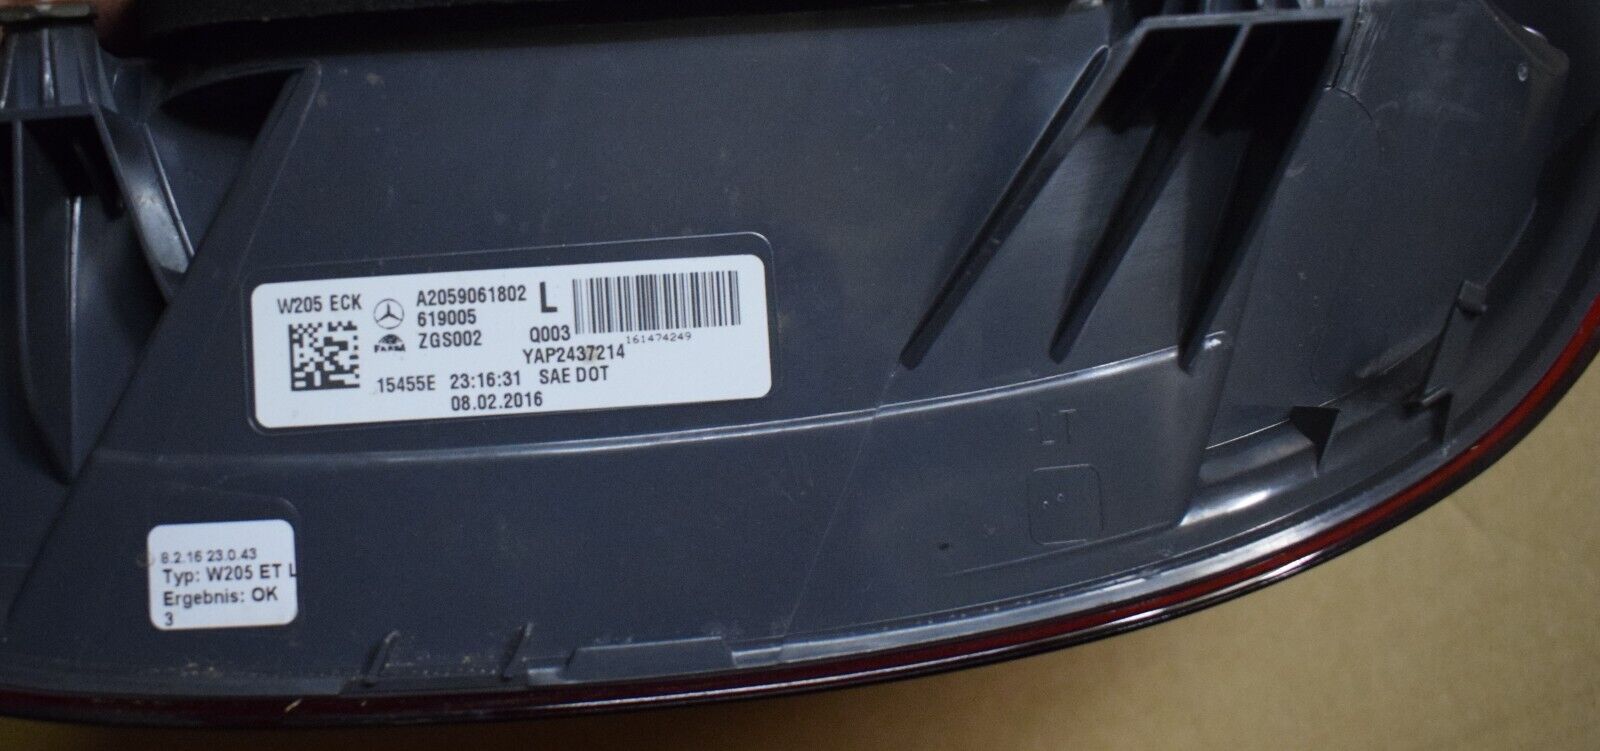 W205 ECK
A2059061802 L
619005
FARBA
ZGS002
Q003
161474249
YAP2437214
15455E 23:16:31 SAE DOT
08.02.2016
LT
8.2.16 23.0.43
Typ: W205 ET L
Ergebnis: OK
3